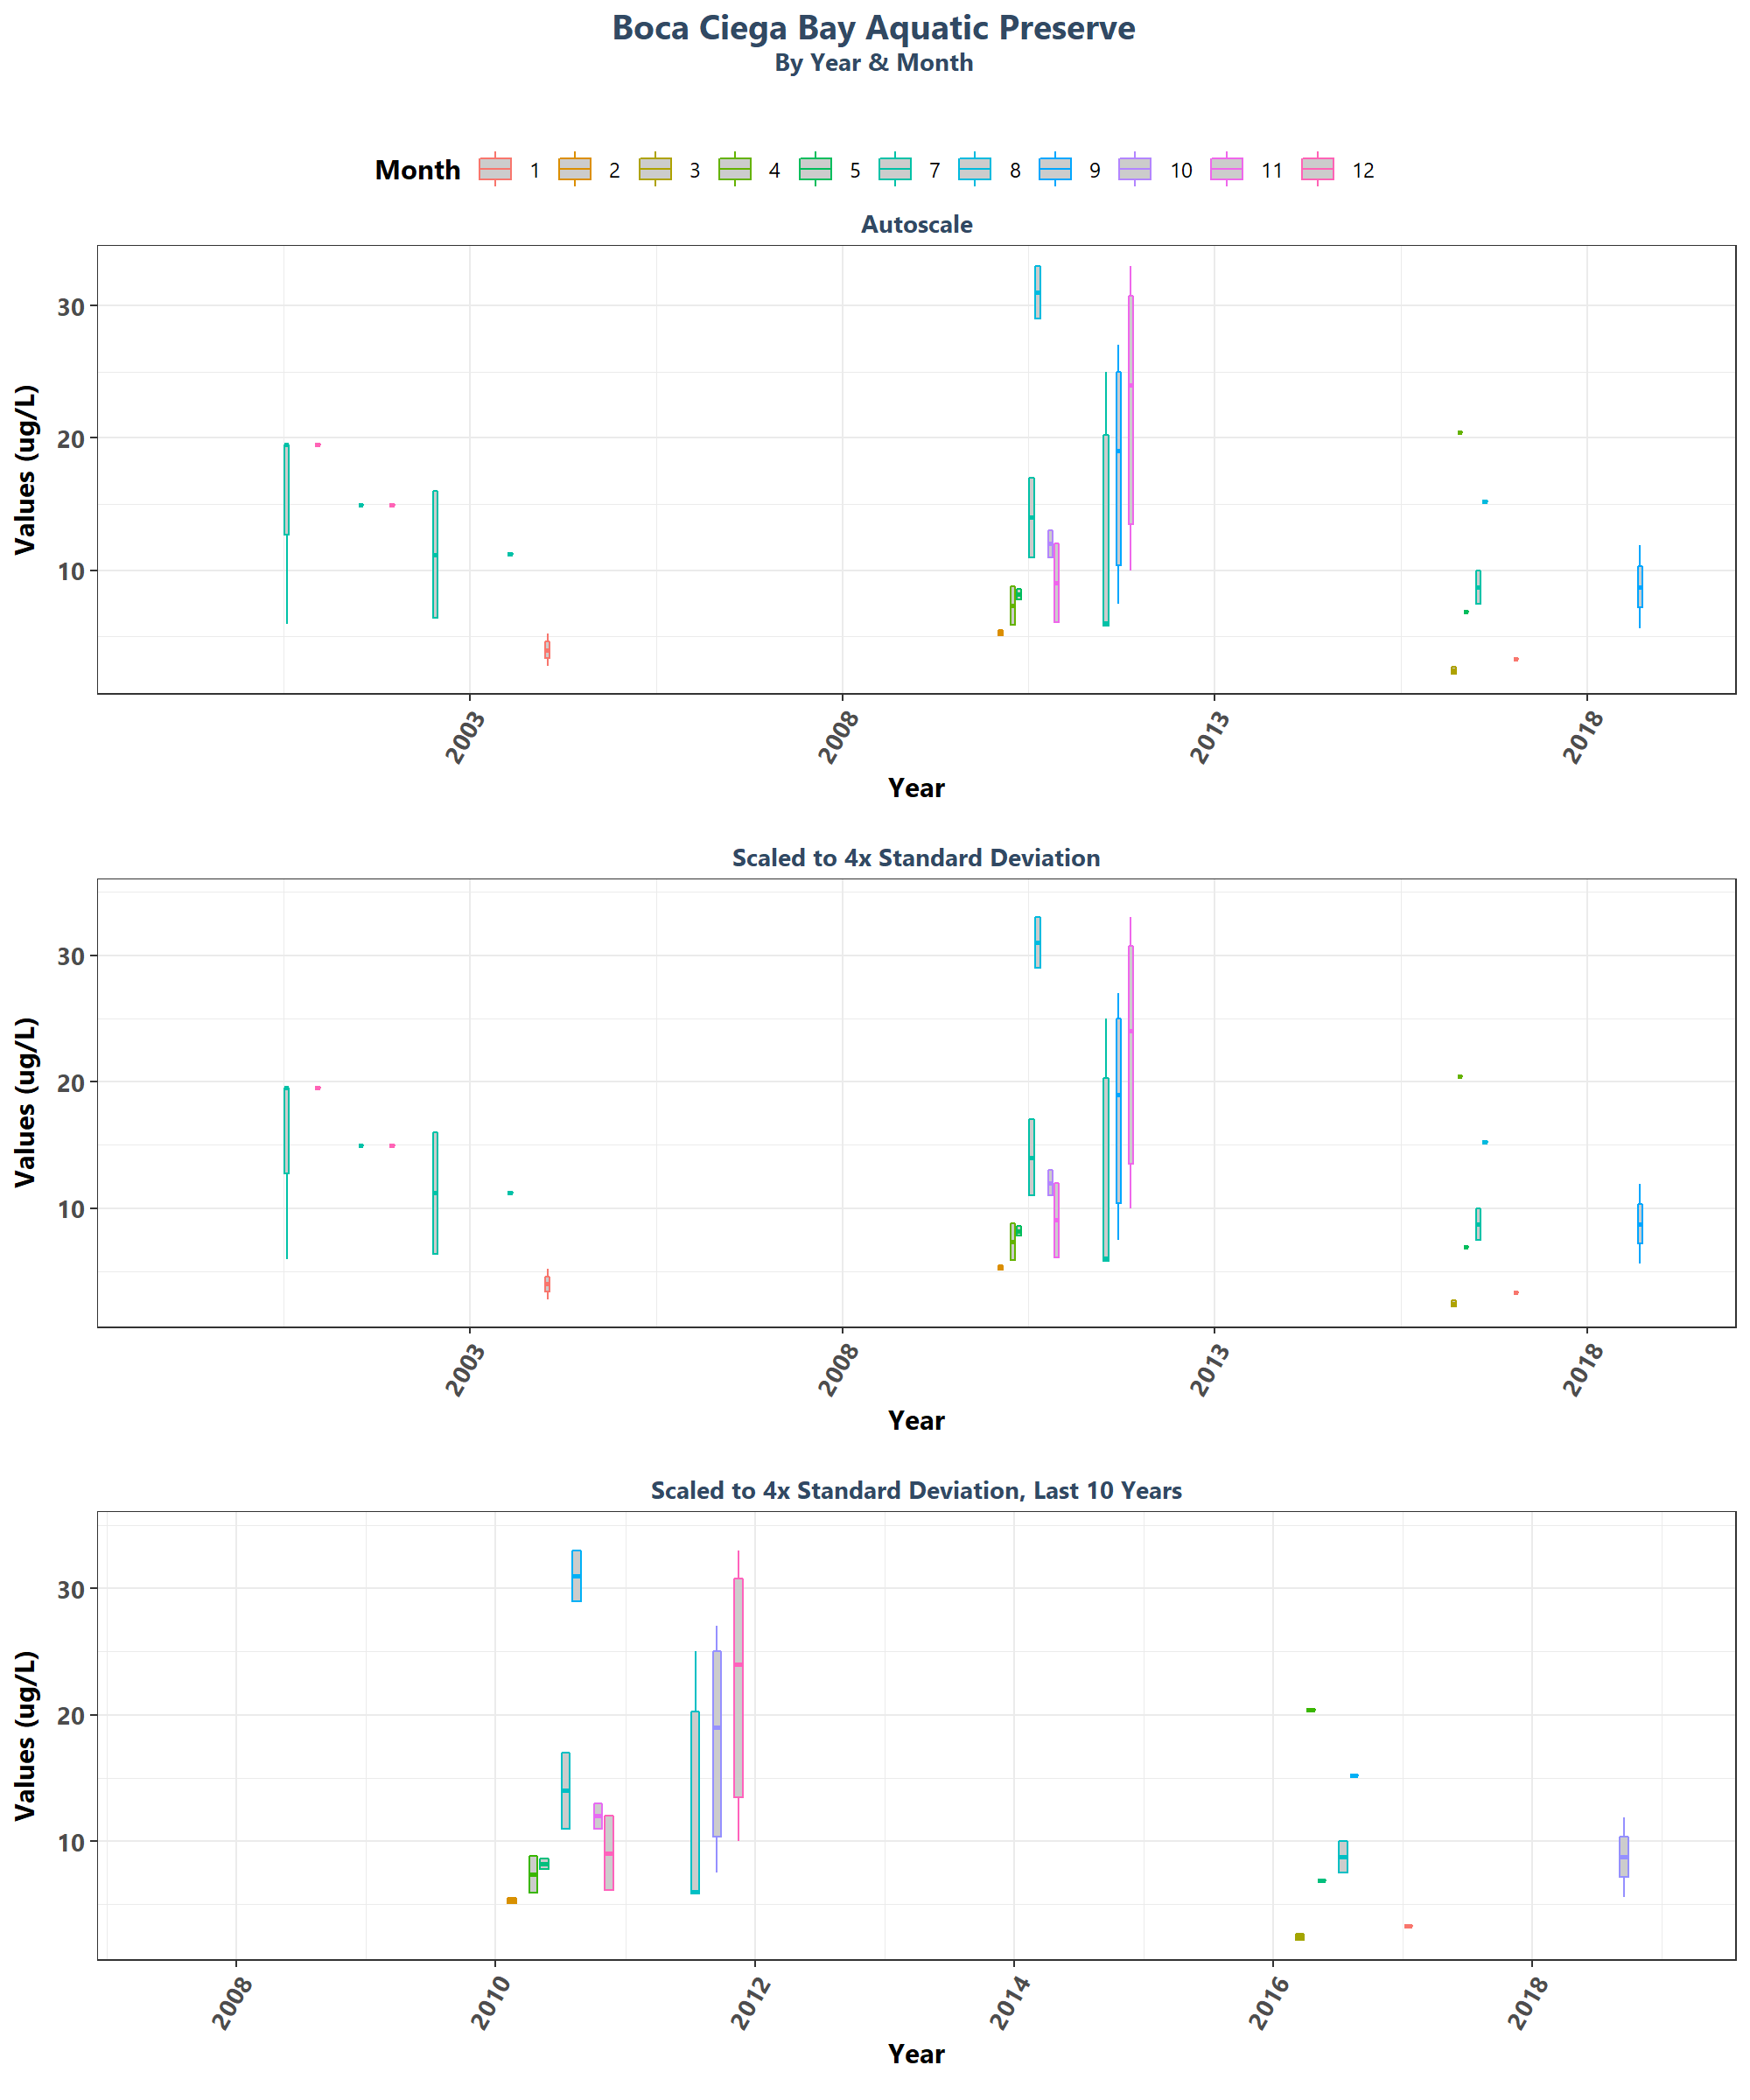 Boca Ciega Bay Aquatic Preserve
By Year & Month
Month 1 2 3 4 5 7 8 9 10 11 12
Autoscale
Values (ug/L)
30
20
10
2003 2008 2013 2018
Year
Scaled to 4x Standard Deviation
Values (ug/L)
30
20
10
2003 2008 2013 2018
Year
Scaled to 4x Standard Deviation, Last 10 Years
Values (ug/L)
30
20
10
2008 2010 2012 2014 2016 2018
Year